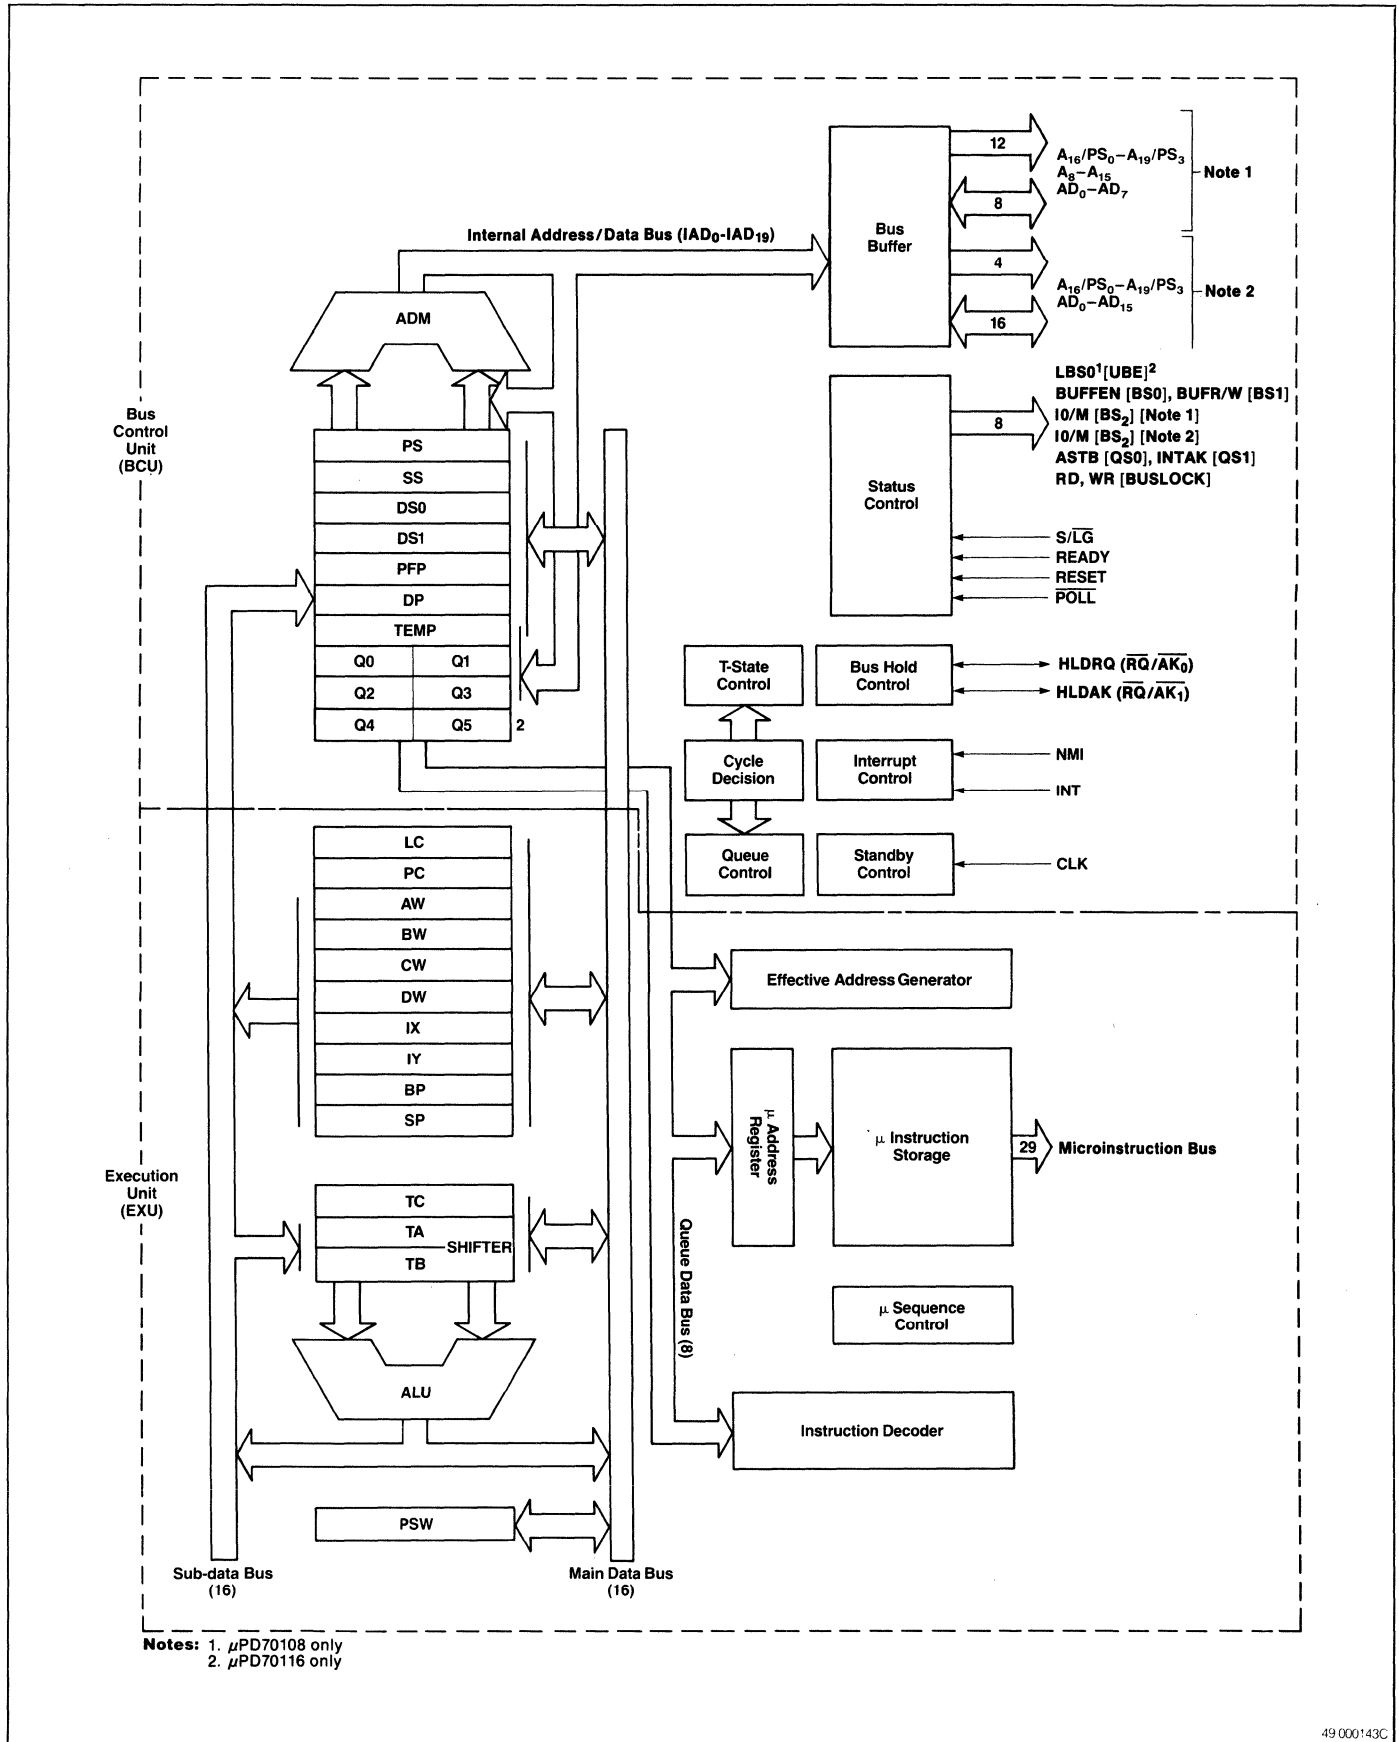 12
A16/PS0–A19/PS3
A8–A15
AD0–AD7
Note 1
8
Bus
Buffer
Internal Address/Data Bus (IAD0-IAD19)
4
A16/PS0–A19/PS3
AD0–AD15
Note 2
16
ADM
LBS0¹[UBE]²
BUFFEN [BS0], BUFR/W [BS1]
I0/M [BS2] [Note 1]
I0/M [BS2] [Note 2]
ASTB [QS0], INTAK [QS1]
RD, WR [BUSLOCK]
8
Status
Control
S/LG
READY
RESET
POLL
Bus
Control
Unit
(BCU)
PS
SS
DS0
DS1
PFP
DP
TEMP
Q0 Q1
Q2 Q3
Q4 Q5 2
T-State
Control
Bus Hold
Control
HLDRQ (RQ/AK0)
HLDAK (RQ/AK1)
Cycle
Decision
Interrupt
Control
NMI
INT
Queue
Control
Standby
Control
CLK
LC
PC
AW
BW
CW
DW
IX
IY
BP
SP
Effective Address Generator
μ Address
Register
μ Instruction
Storage
29
Microinstruction Bus
Execution
Unit
(EXU)
TC
TA
SHIFTER
TB
Queue Data Bus (8)
μ Sequence
Control
ALU
Instruction Decoder
PSW
Sub-data Bus
(16)
Main Data Bus
(16)
Notes: 1. μPD70108 only
2. μPD70116 only
49 000143C